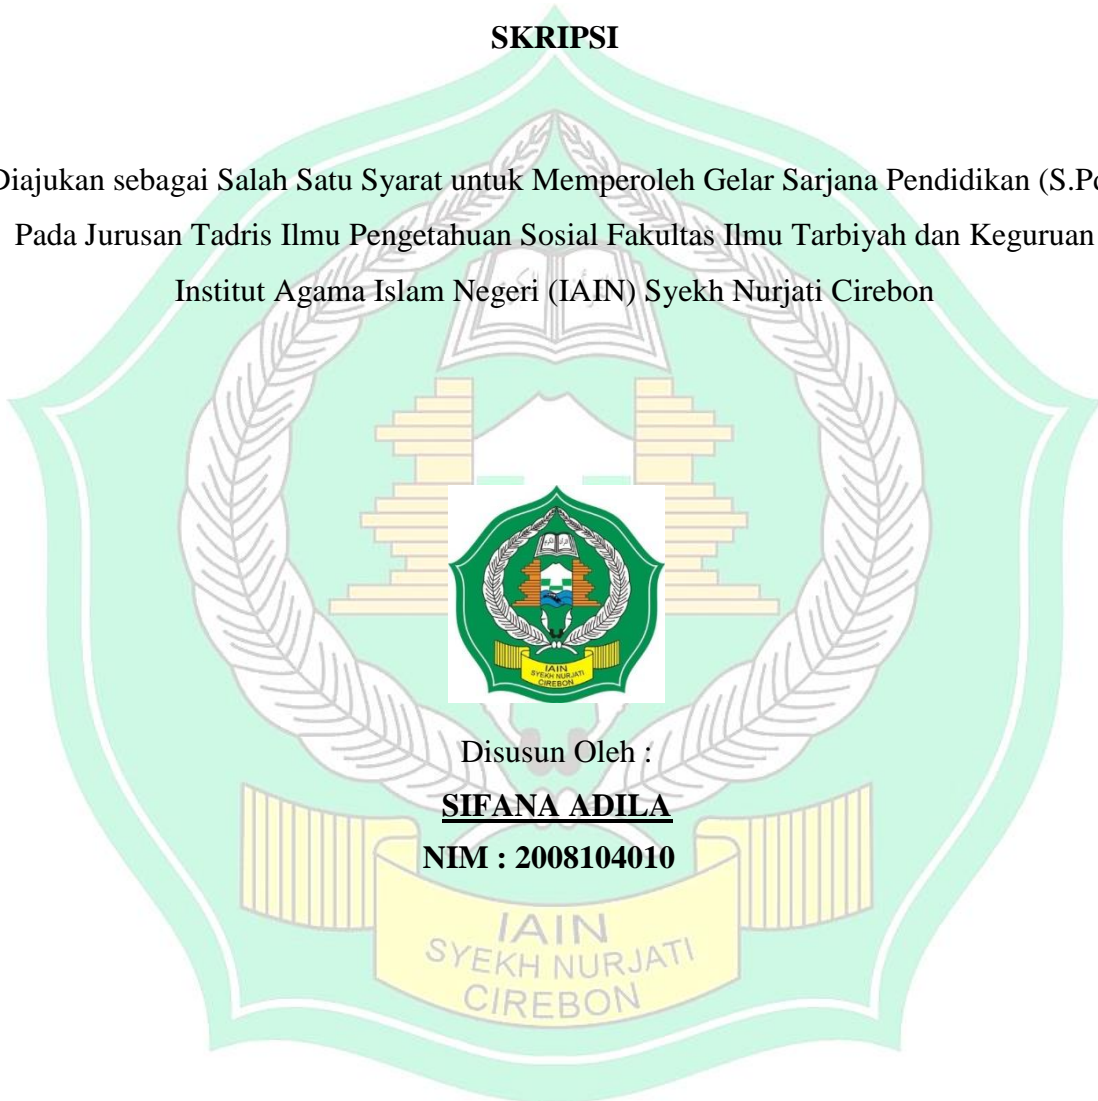 SKRIPSI
Diajukan sebagai Salah Satu Syarat untuk Memperoleh Gelar Sarjana Pendidikan (S.Pd
Pada Jurusan Tadris Ilmu Pengetahuan Sosial Fakultas Ilmu Tarbiyah dan Keguruan
Institut Agama Islam Negeri (IAIN) Syekh Nurjati Cirebon
IAIN
SYEKH NURJATI
CIREBON
Disusun Oleh :
SIFANA ADILA
NIM : 2008104010
IAIN
SYEKH NURJATI
CIREBON